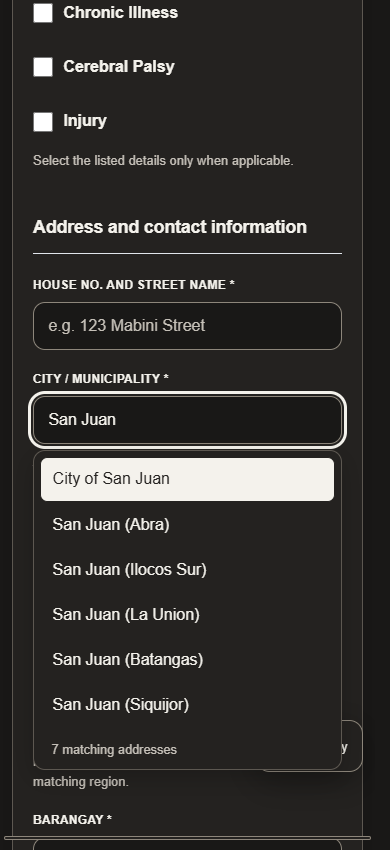 Chronic Illness
Cerebral Palsy
Injury
Select the listed details only when applicable.
Address and contact information
HOUSE NO. AND STREET NAME *
e.g. 123 Mabini Street
CITY / MUNICIPALITY *
San Juan
City of San Juan
San Juan (Abra)
San Juan (Ilocos Sur)
San Juan (La Union)
San Juan (Batangas)
San Juan (Siquijor)
7 matching addresses
matching region.
BARANGAY *